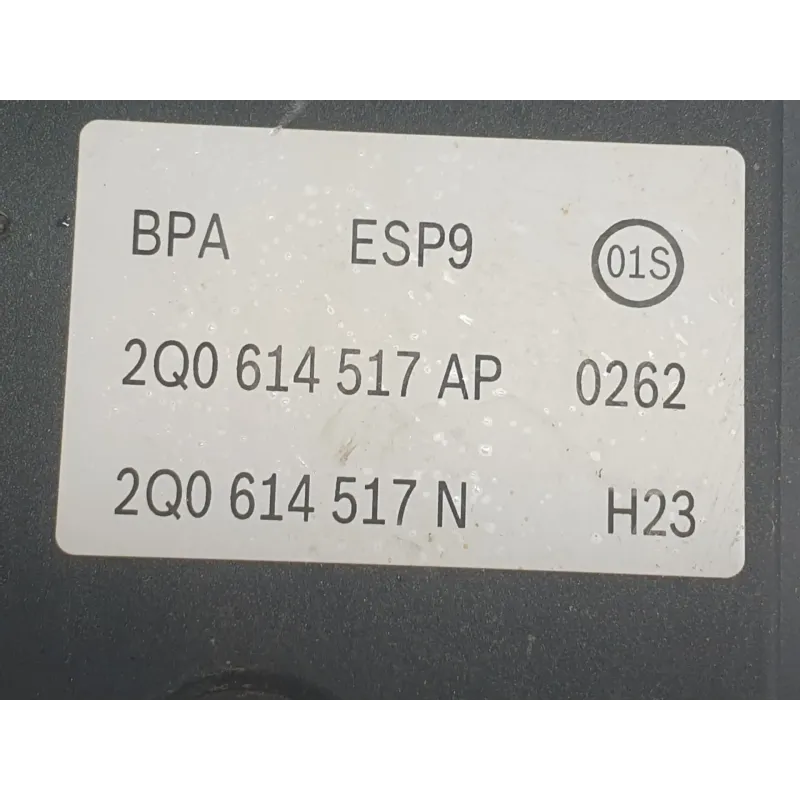 BPA ESP9 01S
2Q0 614 517 AP 0262
2Q0 614 517 N H23